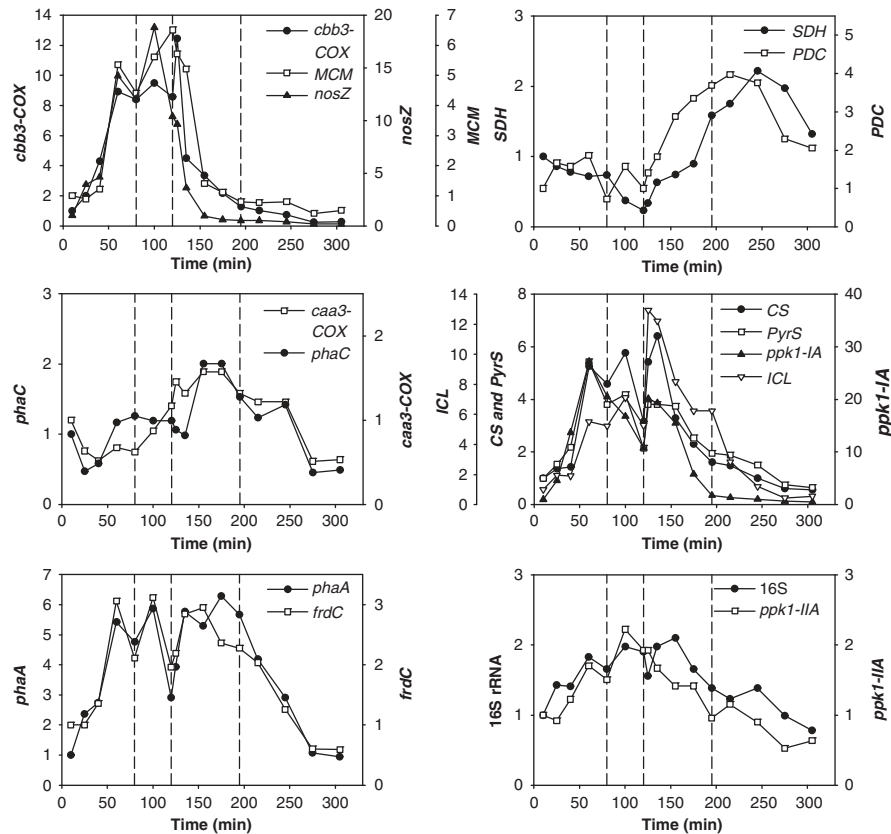 14
12
10
8
6
4
2
0
cbb3-COX
20
15
10
5
0
nosZ
7
6
5
4
3
2
1
0
MCM
cbb3-
COX
MCM
nosZ
0 50 100 150 200 250 300
Time (min)
3
2
1
0
SDH
5
4
3
2
1
0
PDC
SDH
PDC
0 50 100 150 200 250 300
Time (min)
3
2
1
0
phaC
2
1
0
caa3-COX
caa3-
COX
phaC
0 50 100 150 200 250 300
Time (min)
14
12
10
8
6
4
2
0
ICL
8
6
4
2
0
CS and PyrS
40
30
20
10
0
ppk1-IA
CS
PyrS
ppk1-IA
ICL
0 50 100 150 200 250 300
Time (min)
7
6
5
4
3
2
1
0
phaA
3
2
1
0
frdC
phaA
frdC
0 50 100 150 200 250 300
Time (min)
3
2
1
0
16S rRNA
3
2
1
0
ppk1-IIA
16S
ppk1-IIA
0 50 100 150 200 250 300
Time (min)